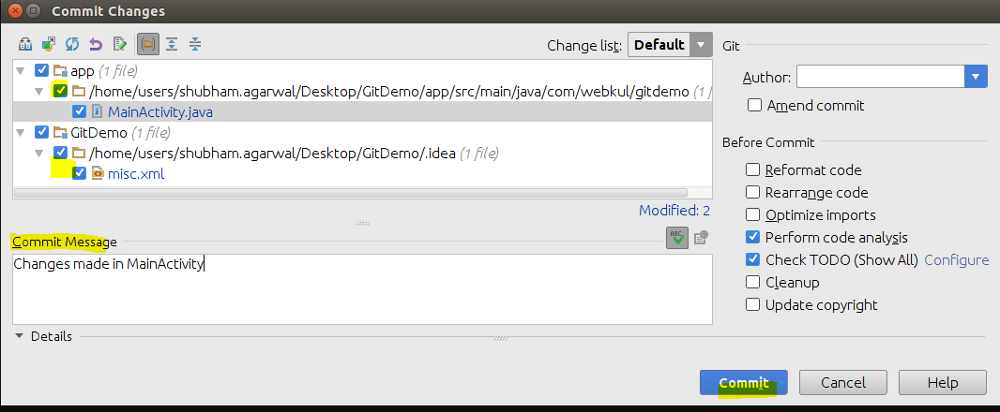 Commit Changes
Change list: Default
Git
app (1 file)
Author:
/home/users/shubham.agarwal/Desktop/GitDemo/app/src/main/java/com/webkul/gitdemo (1 f
Amend commit
MainActivity.java
GitDemo (1 file)
Before Commit
/home/users/shubham.agarwal/Desktop/GitDemo/.idea (1 file)
Reformat code
misc.xml
Rearrange code
Modified: 2
Optimize imports
ABC
Perform code analysis
Commit Message
Changes made in MainActivity
Check TODO (Show All) Configure
Cleanup
Update copyright
Details
Commit
Cancel
Help